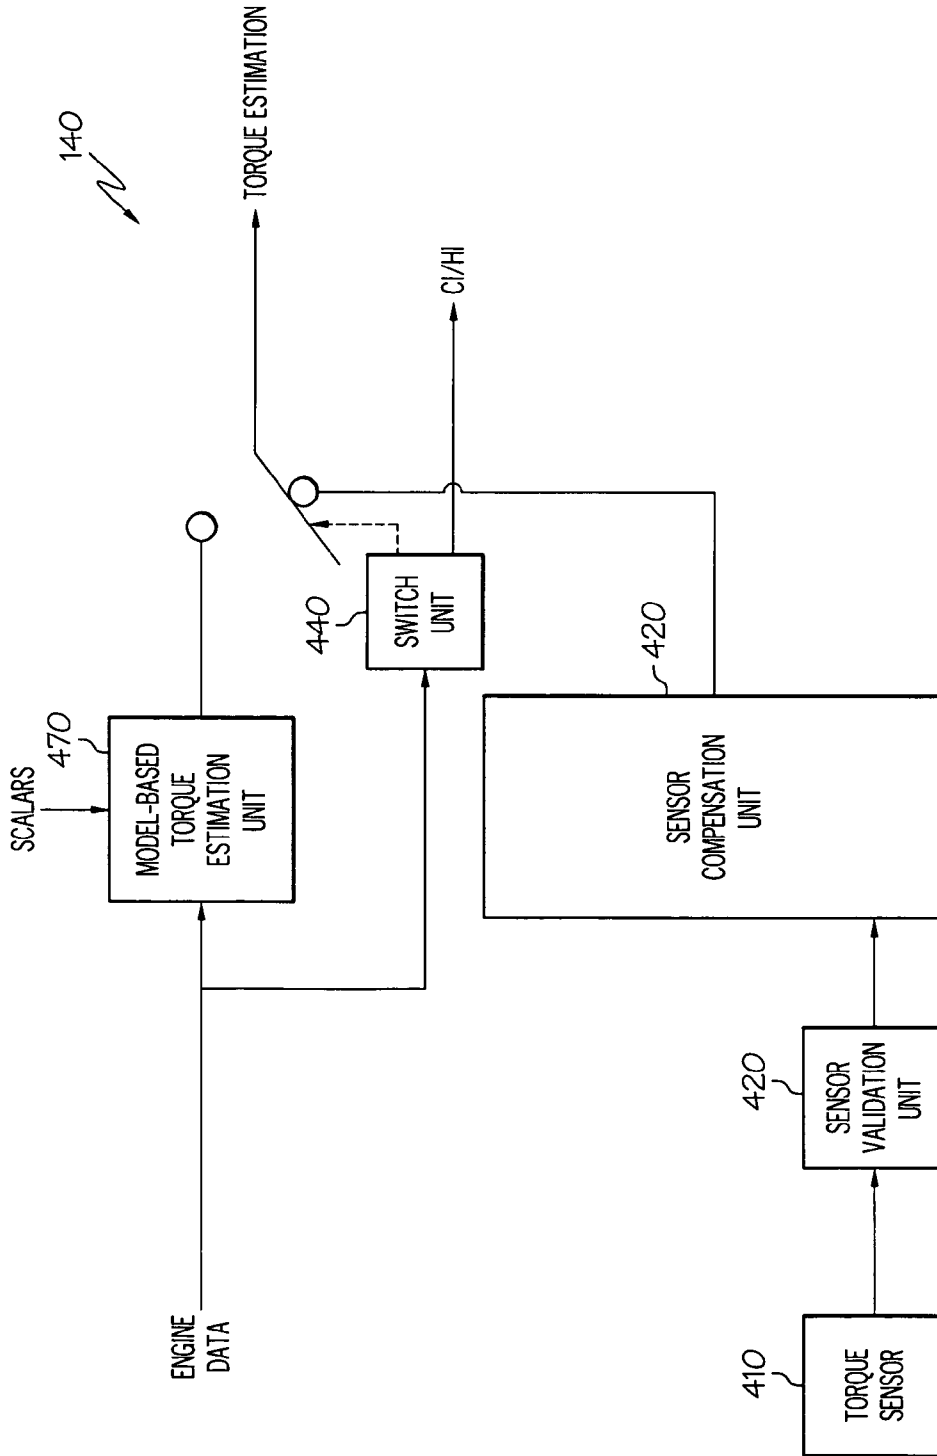 140
SCALARS
470
MODEL-BASED
TORQUE
ESTIMATION
UNIT
TORQUE ESTIMATION
ENGINE
DATA
440
SWITCH
UNIT
CI/HI
420
SENSOR
COMPENSATION
UNIT
420
SENSOR
VALIDATION
UNIT
410
TORQUE
SENSOR